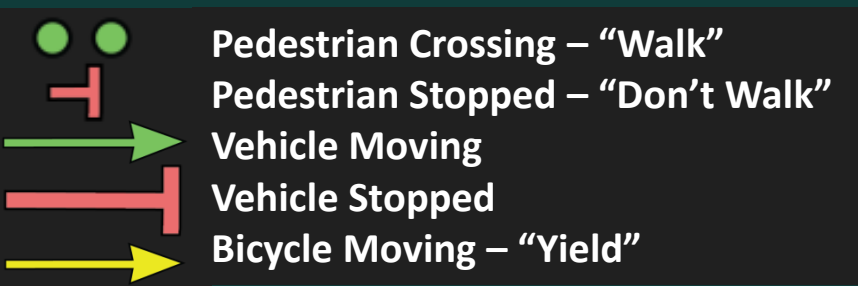 Pedestrian Crossing – “Walk”
Pedestrian Stopped – “Don’t Walk”
Vehicle Moving
Vehicle Stopped
Bicycle Moving – “Yield”